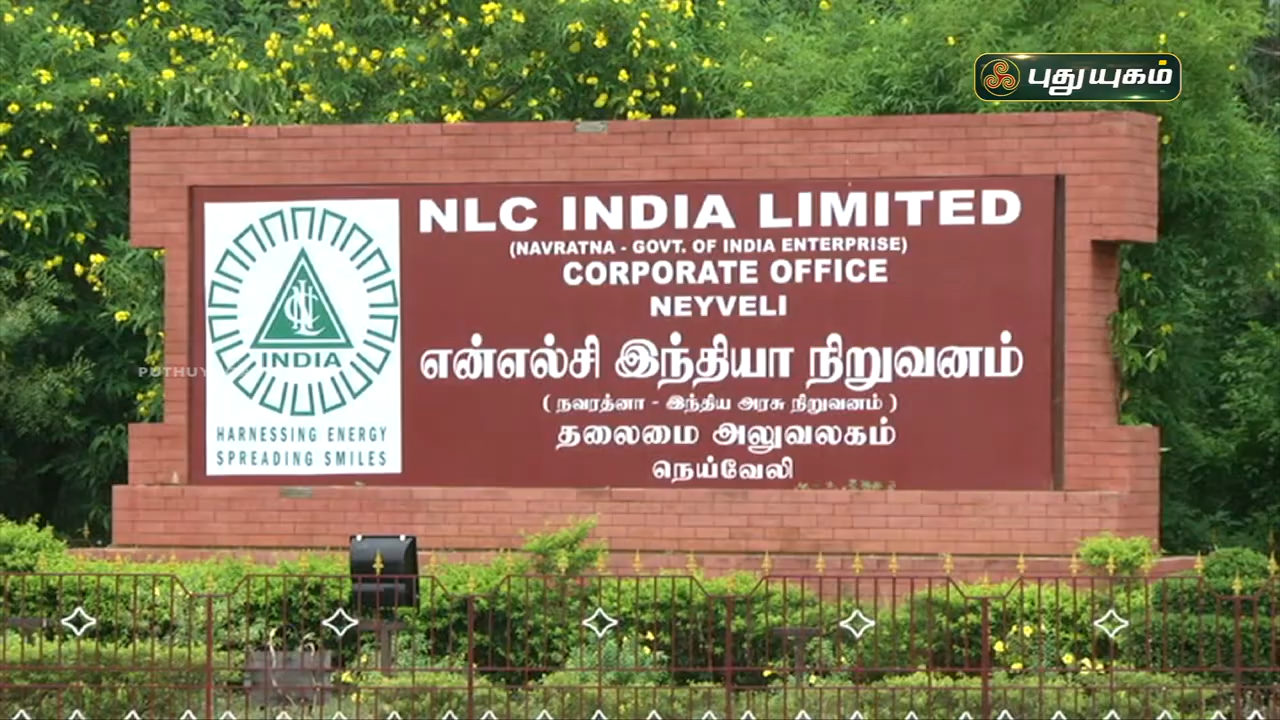 புதுயுகம்
NLC INDIA LIMITED
(NAVRATNA - GOVT. OF INDIA ENTERPRISE)
CORPORATE OFFICE
NEYVELI
என்எல்சி இந்தியா நிறுவனம்
( நவரத்னா - இந்திய அரசு நிறுவனம் )
தலைமை அலுவலகம்
நெய்வேலி
NLC
INDIA
HARNESSING ENERGY
SPREADING SMILES